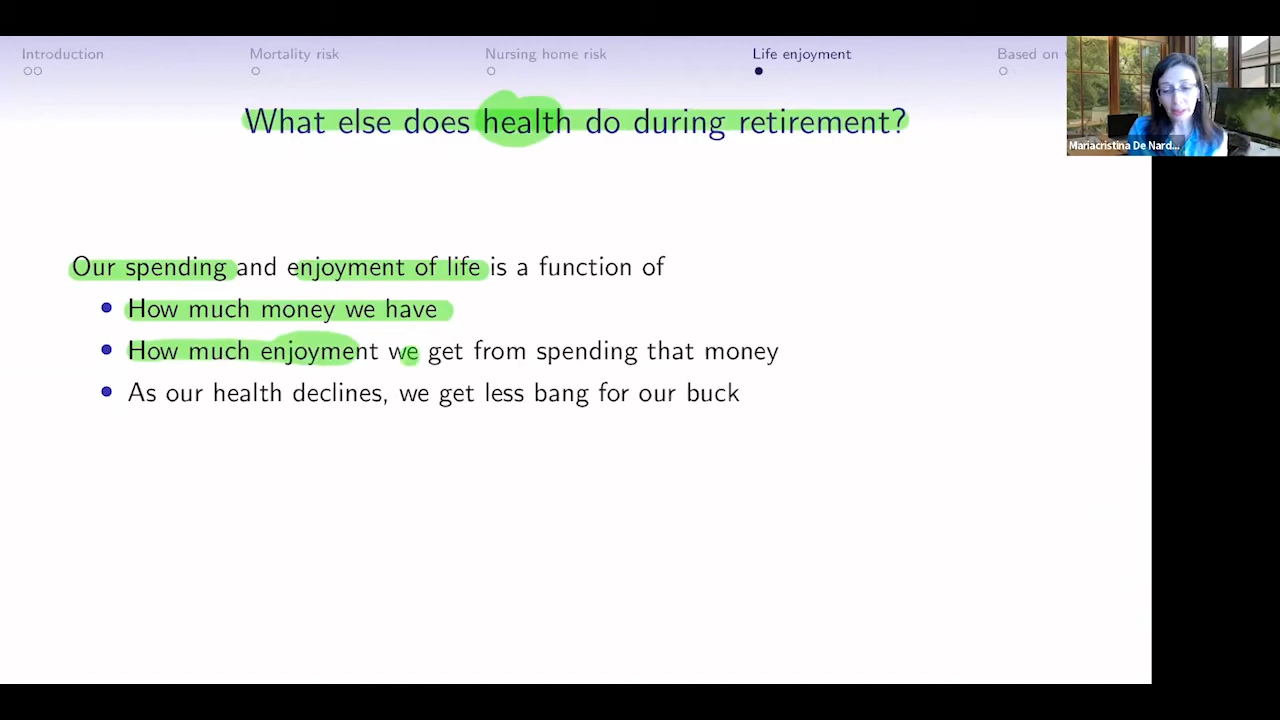 Introduction Mortality risk Nursing home risk Life enjoyment Based on
What else does health do during retirement?
Mariacristina De Nard...
Our spending and enjoyment of life is a function of
• How much money we have
• How much enjoyment we get from spending that money
• As our health declines, we get less bang for our buck